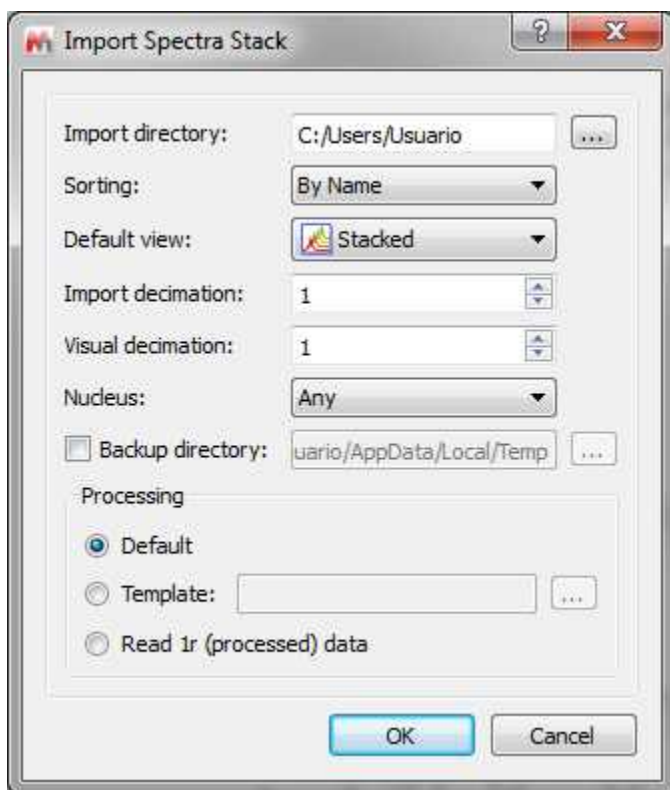 Import Spectra Stack
Import directory: C:/Users/Usuario ...
Sorting: By Name
Default view: Stacked
Import decimation: 1
Visual decimation: 1
Nucleus: Any
Backup directory: uario/AppData/Local/Temp ...
Processing
Default
Template: ...
Read 1r (processed) data
OK Cancel